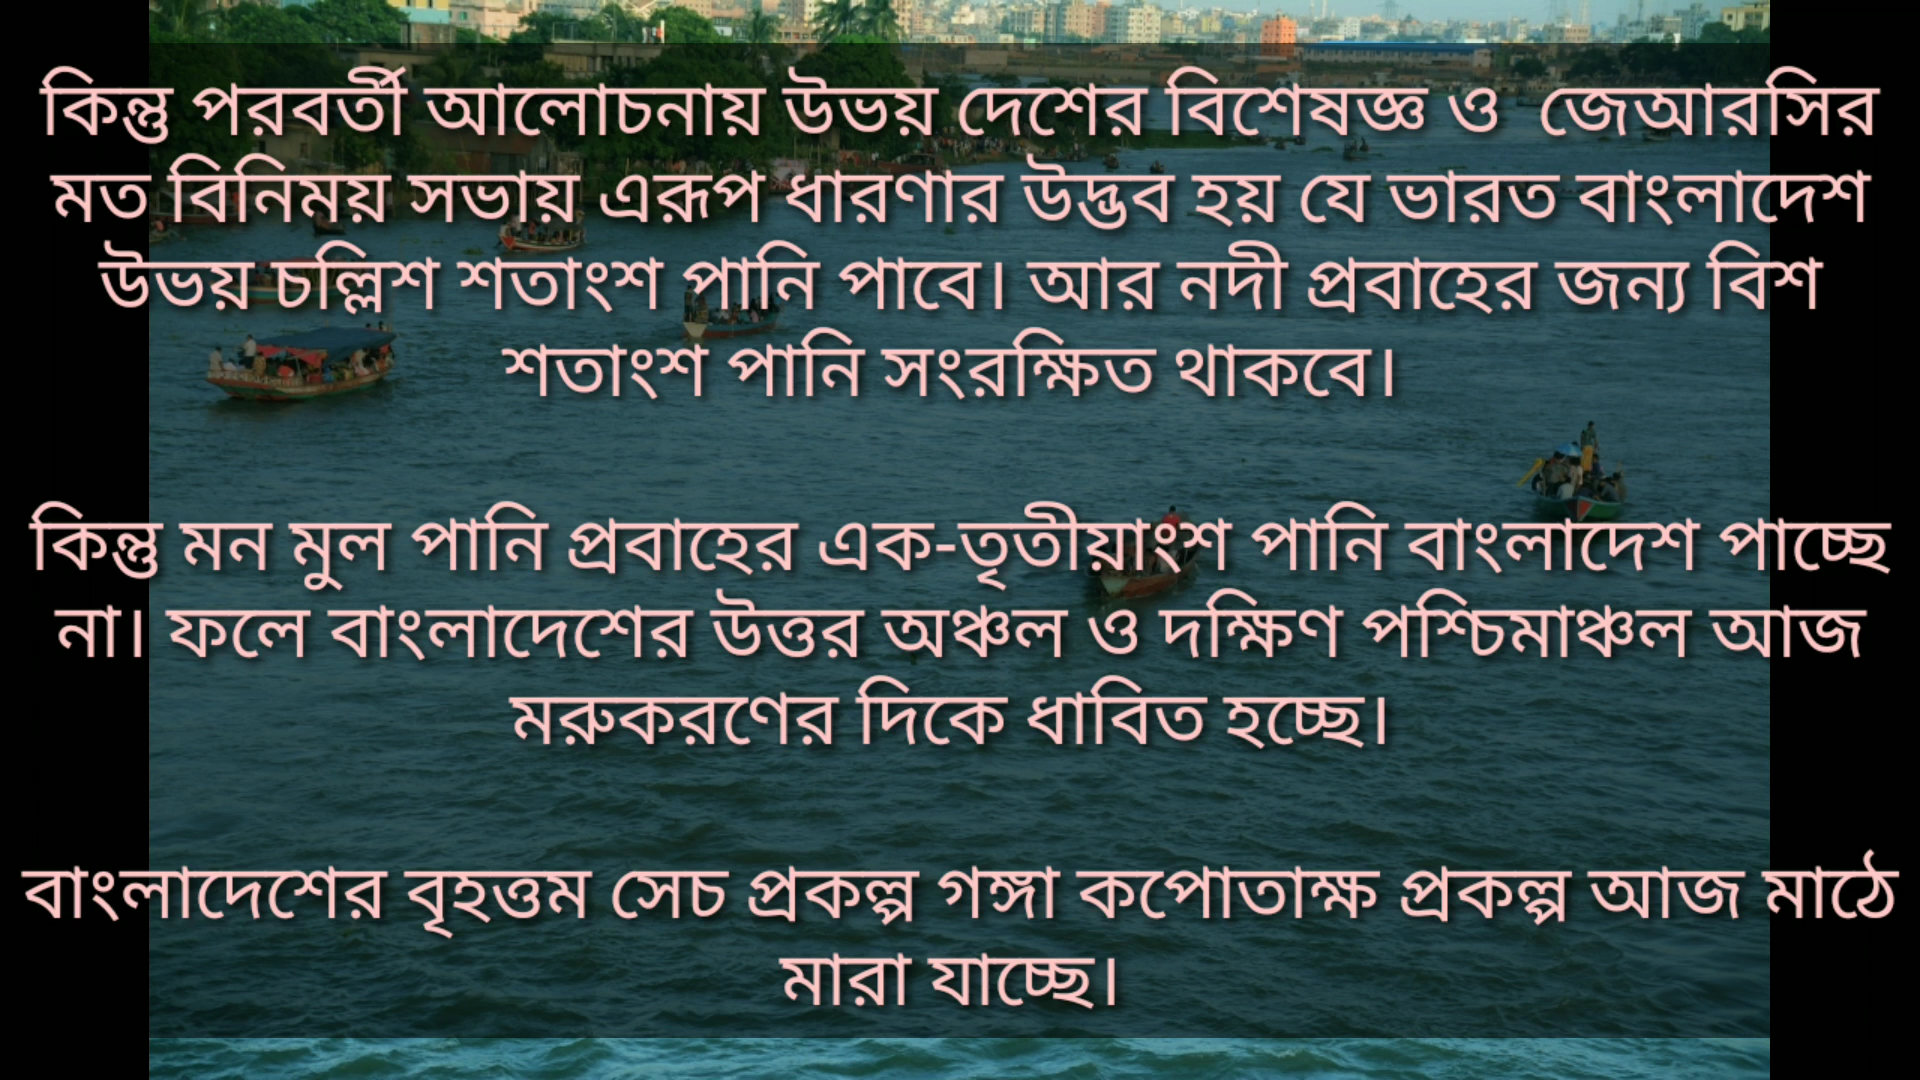 কিন্তু পরবর্তী আলোচনায় উভয় দেশের বিশেষজ্ঞ ও জেআরসির
মত বিনিময় সভায় এরূপ ধারণার উদ্ভব হয় যে ভারত বাংলাদেশ
উভয় চল্লিশ শতাংশ পানি পাবে। আর নদী প্রবাহের জন্য বিশ
শতাংশ পানি সংরক্ষিত থাকবে।
কিন্তু মন মুল পানি প্রবাহের এক-তৃতীয়াংশ পানি বাংলাদেশ পাচ্ছে
না। ফলে বাংলাদেশের উত্তর অঞ্চল ও দক্ষিণ পশ্চিমাঞ্চল আজ
মরুকরণের দিকে ধাবিত হচ্ছে।
বাংলাদেশের বৃহত্তম সেচ প্রকল্প গঙ্গা কপোতাক্ষ প্রকল্প আজ মাঠে
মারা যাচ্ছে।